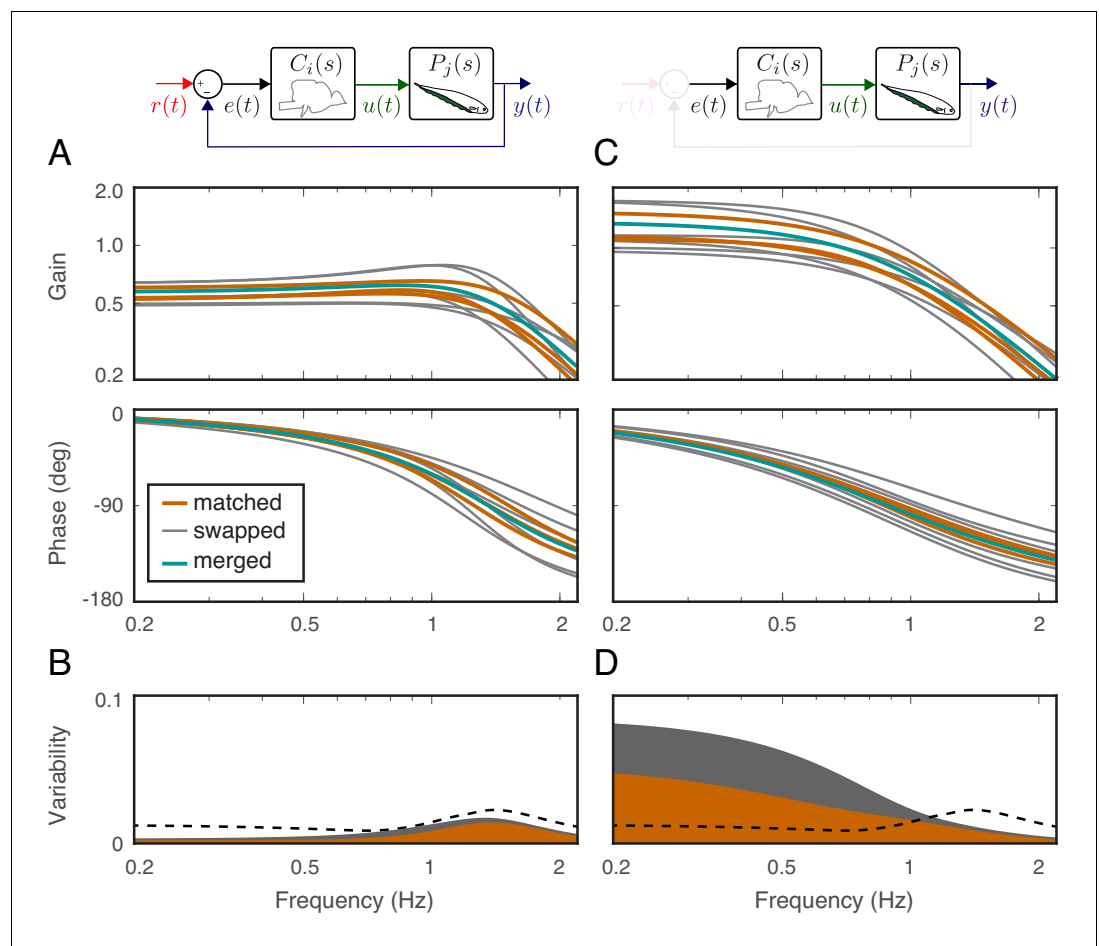 C_i(s) P_j(s)
r(t) e(t) u(t) y(t)
+
−
C_i(s) P_j(s)
r(t) e(t) u(t) y(t)
+
−
A
C
Gain
2.0
1.0
0.5
0.2
Phase (deg)
0
-90
-180
matched
swapped
merged
0.2 0.5 1 2
0.2 0.5 1 2
B
D
Variability
0.1
0
0.2 0.5 1 2
0.2 0.5 1 2
Frequency (Hz)
Frequency (Hz)